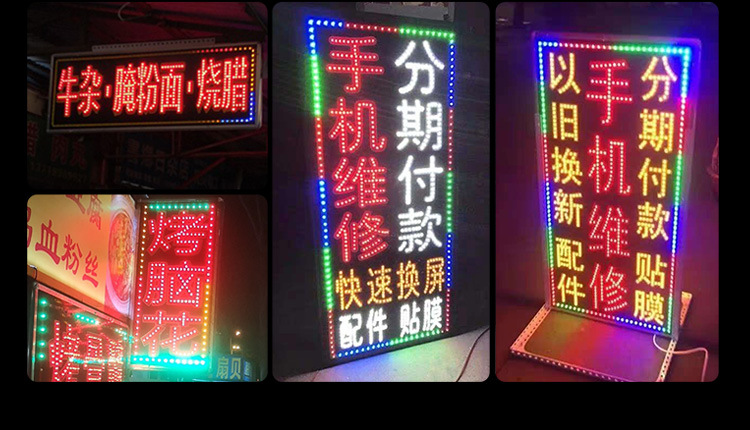 牛杂·腌粉面·烧腊
血粉丝
烤脑花
扇贝
手机维修
分期付款
快速换屏
配件 贴膜
以旧换新 配件
手机维修
分期付款 贴膜